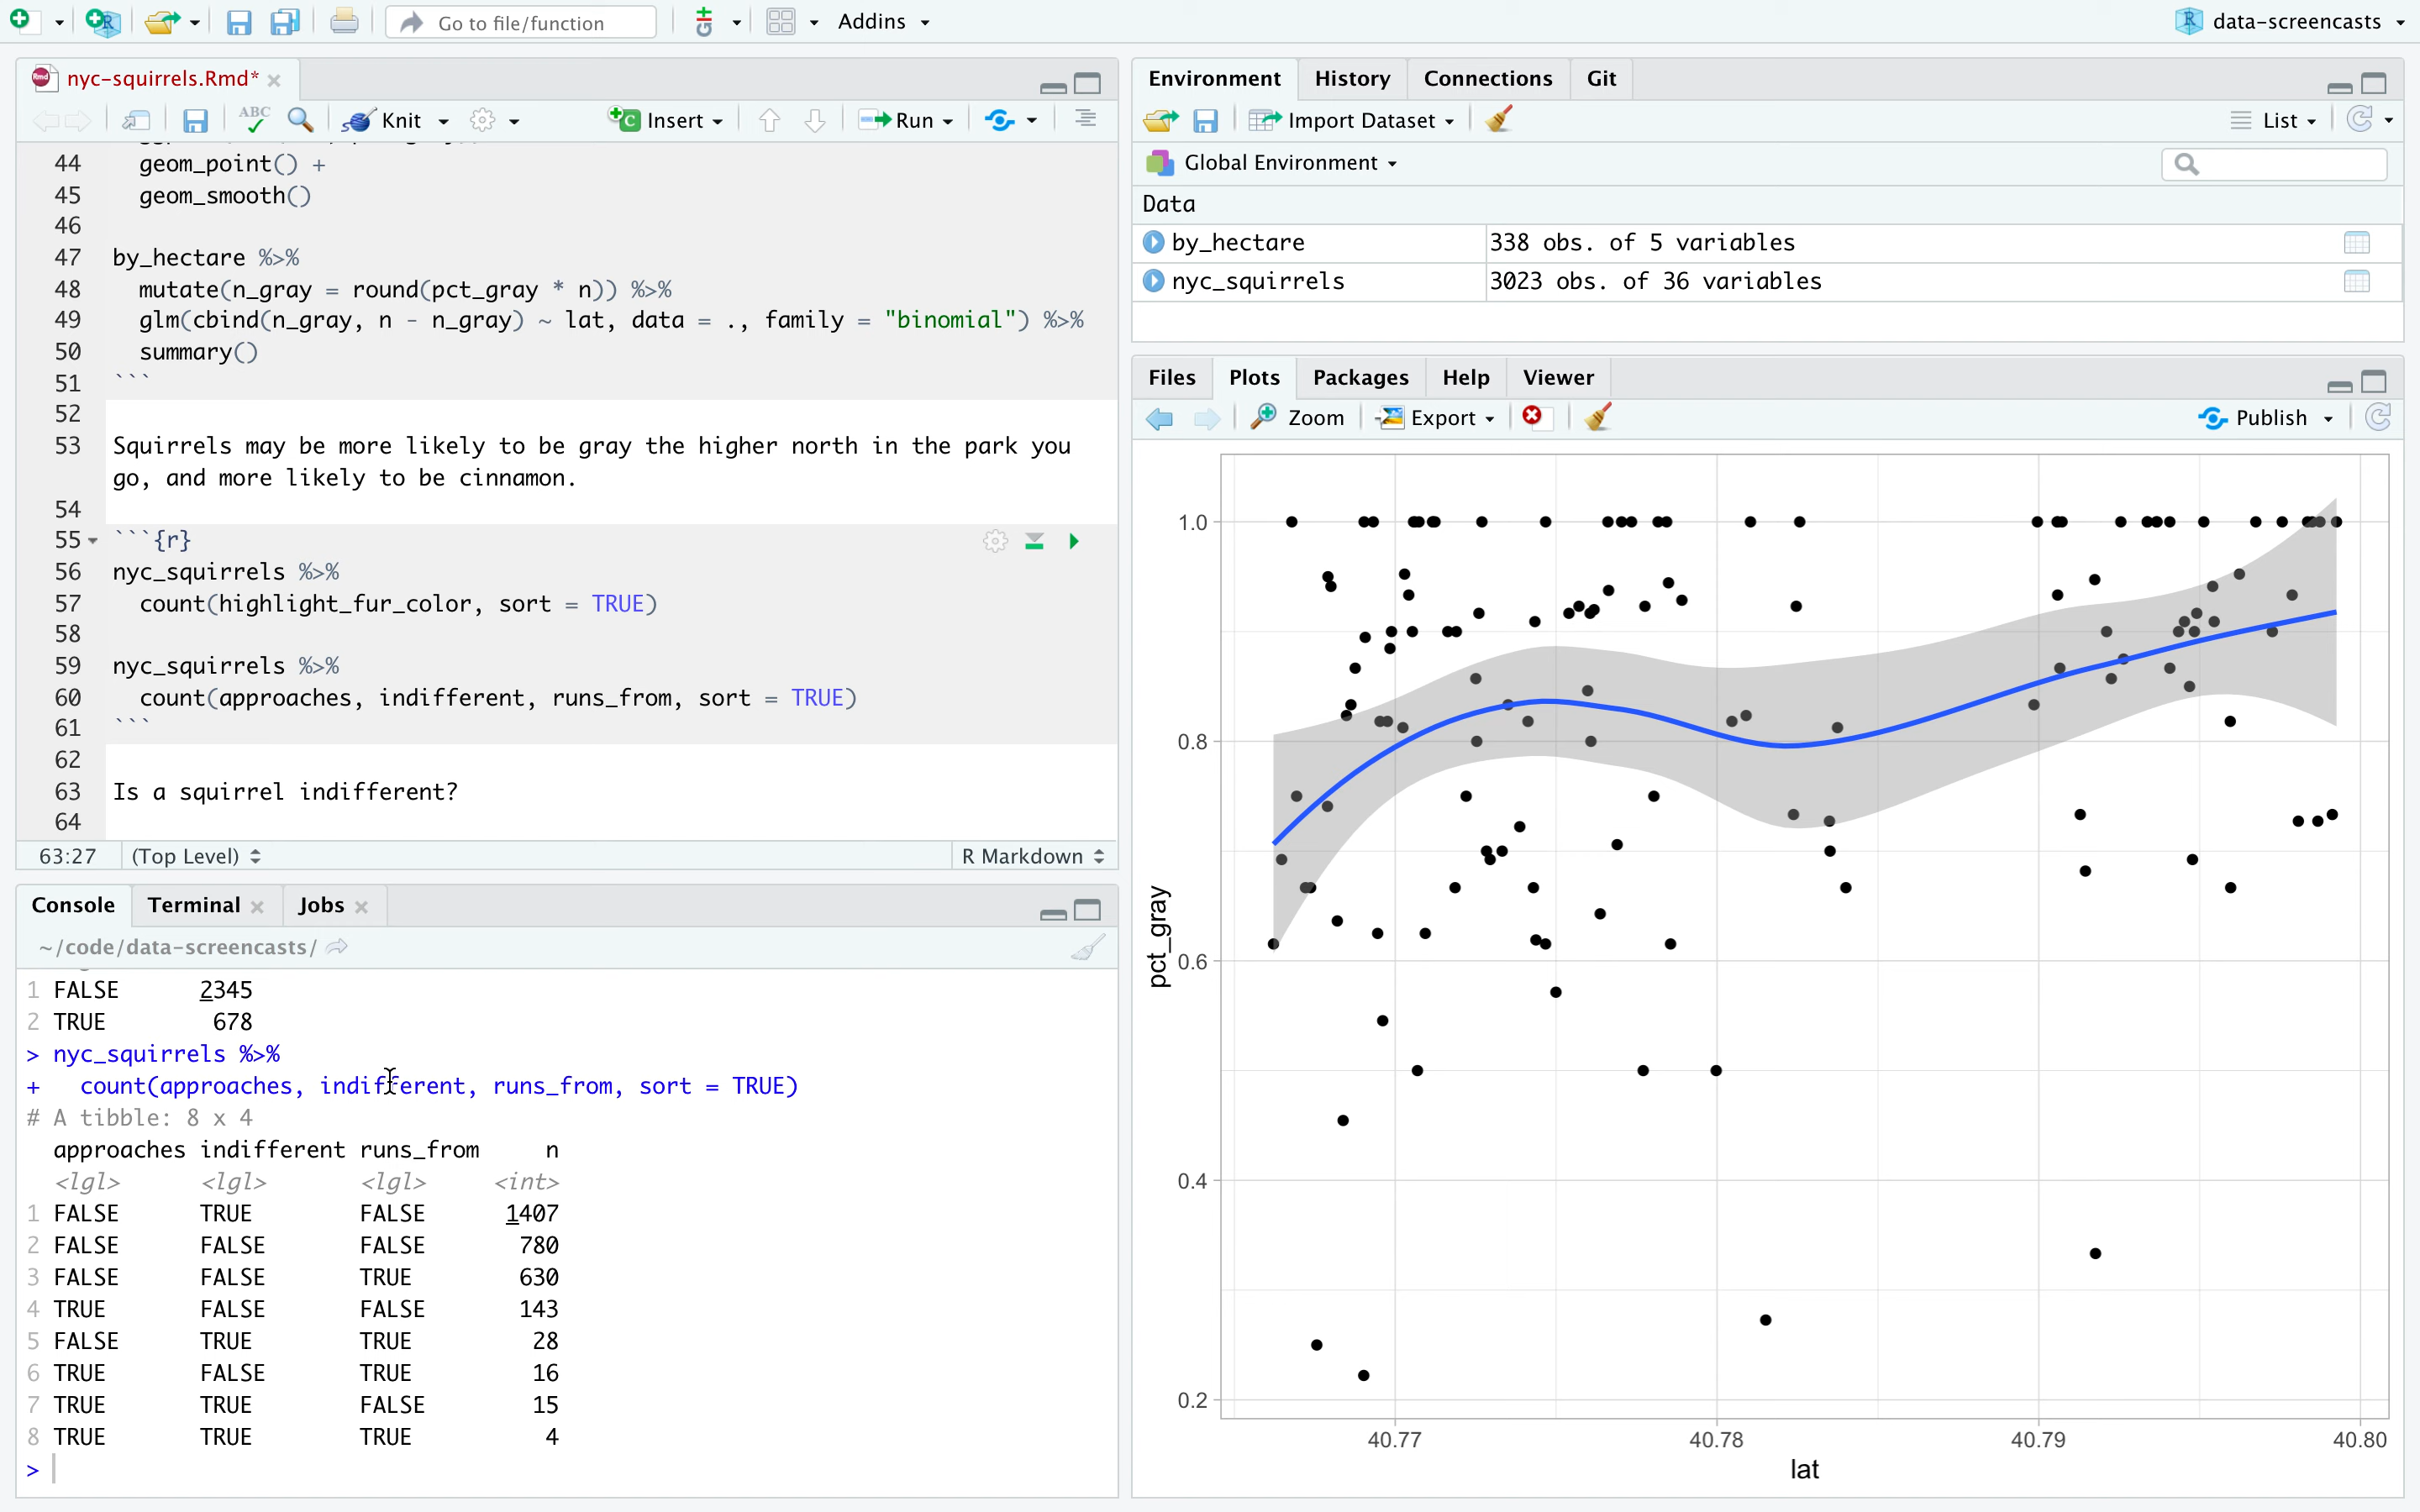 Go to file/function
Addins
data-screencasts
nyc-squirrels.Rmd*
ABC
Knit
Insert
Run
44 geom_point() +
45 geom_smooth()
46
47 by_hectare %>%
48 mutate(n_gray = round(pct_gray * n)) %>%
49 glm(cbind(n_gray, n - n_gray) ~ lat, data = ., family = "binomial") %>%
50 summary()
51 ```
52
53 Squirrels may be more likely to be gray the higher north in the park you
go, and more likely to be cinnamon.
54
55 ```{r}
56 nyc_squirrels %>%
57 count(highlight_fur_color, sort = TRUE)
58
59 nyc_squirrels %>%
60 count(approaches, indifferent, runs_from, sort = TRUE)
61 ```
62
63 Is a squirrel indifferent?
64
63:27 (Top Level) R Markdown
Console Terminal Jobs
~/code/data-screencasts/
1 FALSE 2345
2 TRUE 678
> nyc_squirrels %>%
+ count(approaches, indifferent, runs_from, sort = TRUE)
# A tibble: 8 x 4
approaches indifferent runs_from n
<lgl> <lgl> <lgl> <int>
1 FALSE TRUE FALSE 1407
2 FALSE FALSE FALSE 780
3 FALSE FALSE TRUE 630
4 TRUE FALSE FALSE 143
5 FALSE TRUE TRUE 28
6 TRUE FALSE TRUE 16
7 TRUE TRUE FALSE 15
8 TRUE TRUE TRUE 4
>
Environment History Connections Git
Import Dataset
List
Global Environment
Data
by_hectare 338 obs. of 5 variables
nyc_squirrels 3023 obs. of 36 variables
Files Plots Packages Help Viewer
Zoom Export Publish
1.0
0.8
0.6
0.4
0.2
pct_gray
40.77 40.78 40.79 40.80
lat